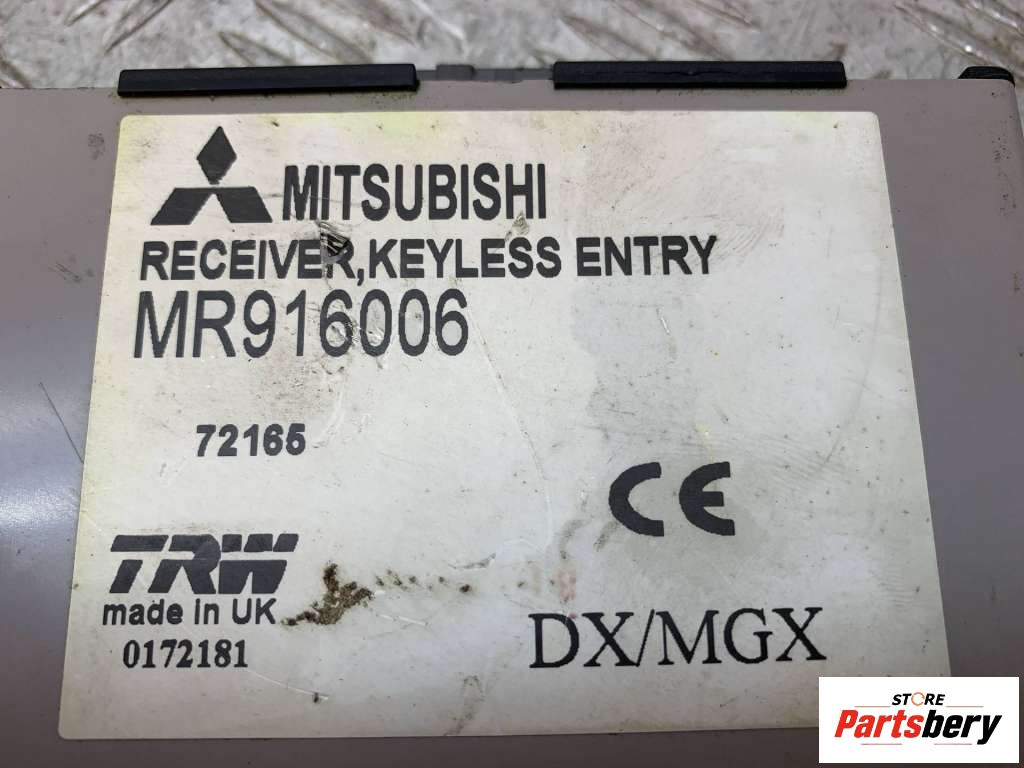 MITSUBISHI
RECEIVER,KEYLESS ENTRY
MR916006
72165
CE
TRW
made in UK
0172181
DX/MGX
STORE
Partsbery